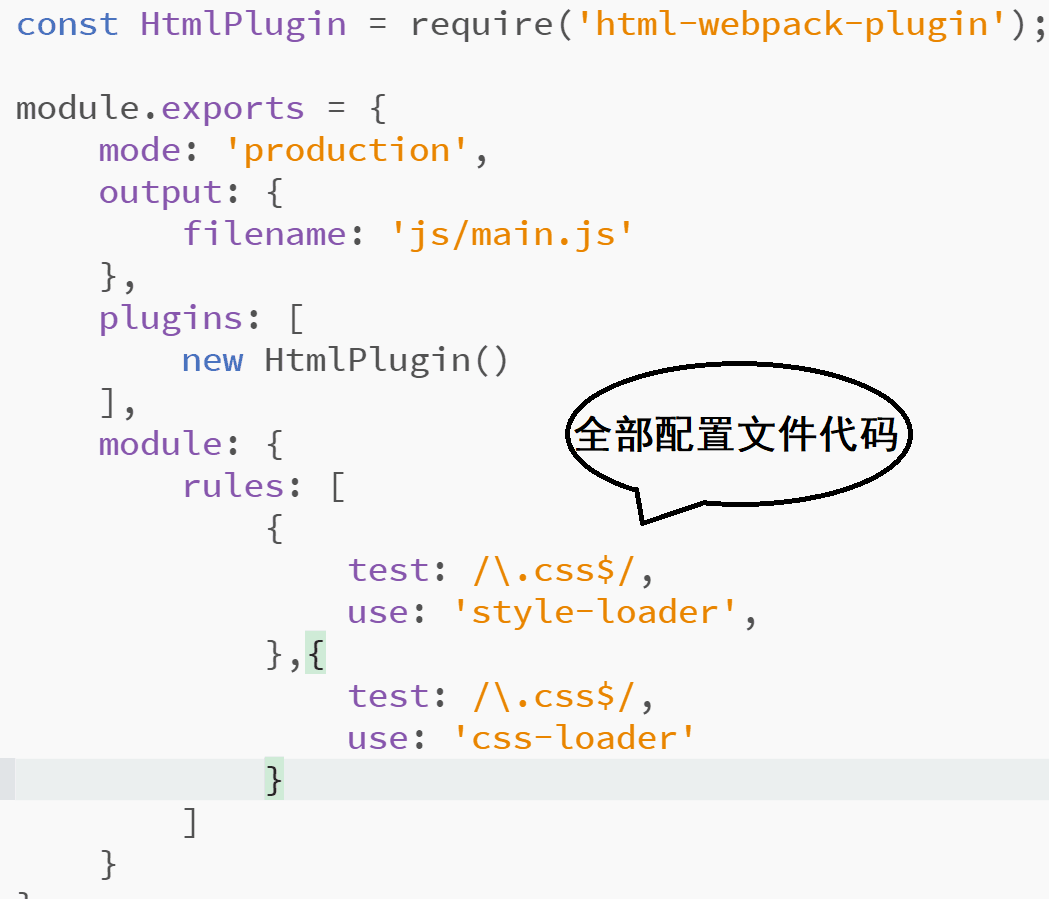 const HtmlPlugin = require('html-webpack-plugin');
module.exports = {
    mode: 'production',
    output: {
        filename: 'js/main.js'
    },
    plugins: [
        new HtmlPlugin()
    ],
    module: {
        rules: [
            {
                test: /\.css$/,
                use: 'style-loader',
            },{
                test: /\.css$/,
                use: 'css-loader'
            }
        ]
    }
全部配置文件代码